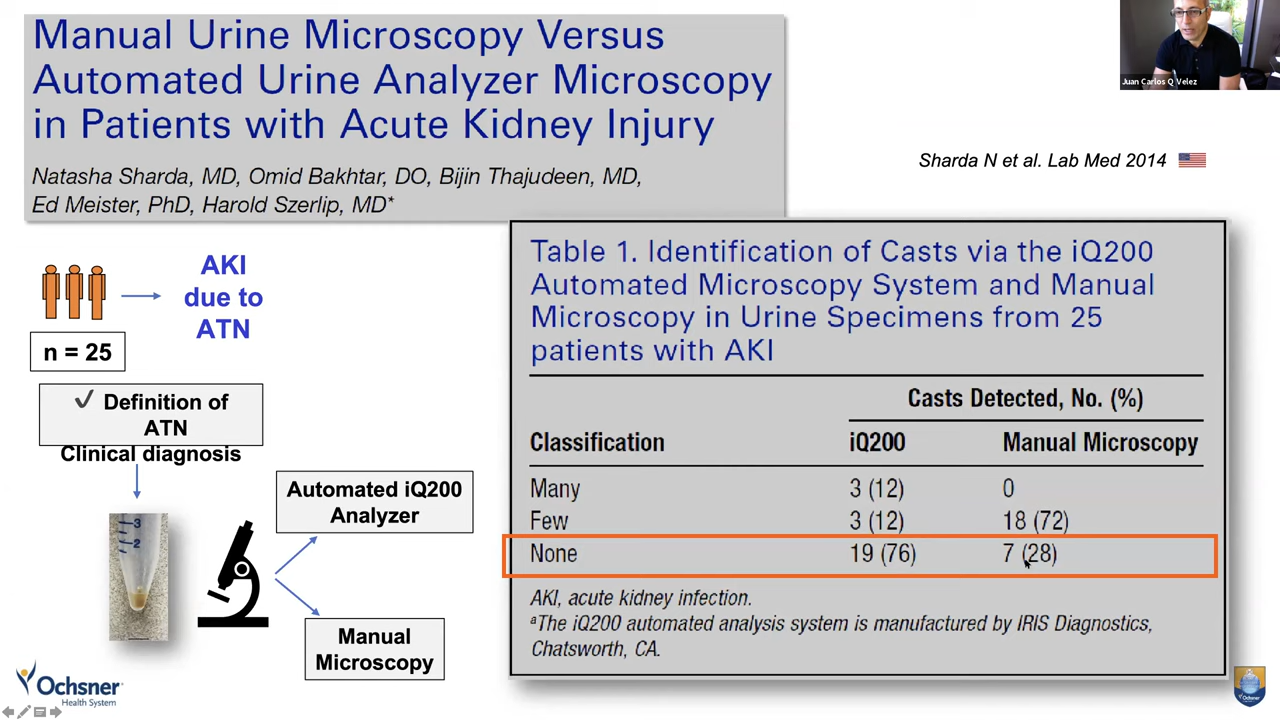 Manual Urine Microscopy Versus
Automated Urine Analyzer Microscopy
in Patients with Acute Kidney Injury
Natasha Sharda, MD, Omid Bakhtar, DO, Bijin Thajudeen, MD,
Ed Meister, PhD, Harold Szerlip, MD*
Juan Carlos Q Velez
Sharda N et al. Lab Med 2014
AKI
due to
ATN
n = 25
✓ Definition of
ATN
Clinical diagnosis
3
2
Automated iQ200
Analyzer
Manual
Microscopy
Table 1. Identification of Casts via the iQ200
Automated Microscopy System and Manual
Microscopy in Urine Specimens from 25
patients with AKI
Casts Detected, No. (%)
Classification iQ200 Manual Microscopy
Many 3 (12) 0
Few 3 (12) 18 (72)
None 19 (76) 7 (28)
AKI, acute kidney infection.
aThe iQ200 automated analysis system is manufactured by IRIS Diagnostics,
Chatsworth, CA.
Ochsner
Health System